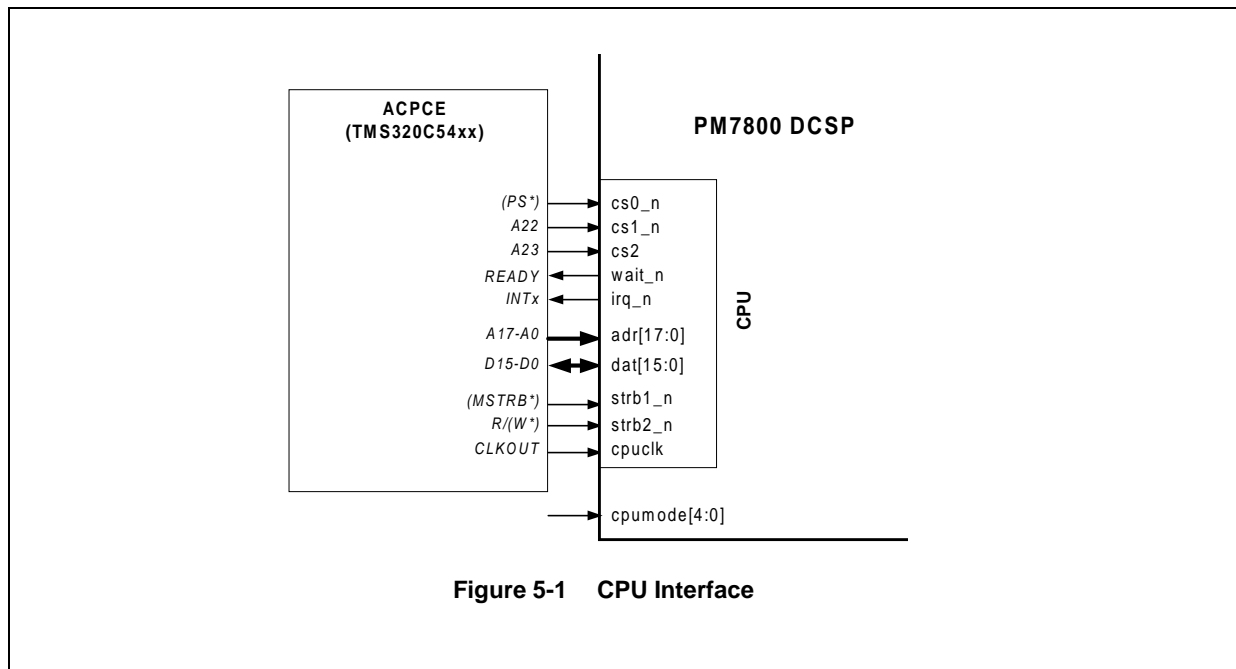 ACPCE
(TMS320C54xx)
PM7800 DCSP
(PS*) cs0_n
A22 cs1_n
A23 cs2
READY wait_n
INTx irq_n
A17-A0 adr[17:0]
D15-D0 dat[15:0]
(MSTRB*) strb1_n
R/(W*) strb2_n
CLKOUT cpuclk
CPU
cpumode[4:0]
Figure 5-1 CPU Interface